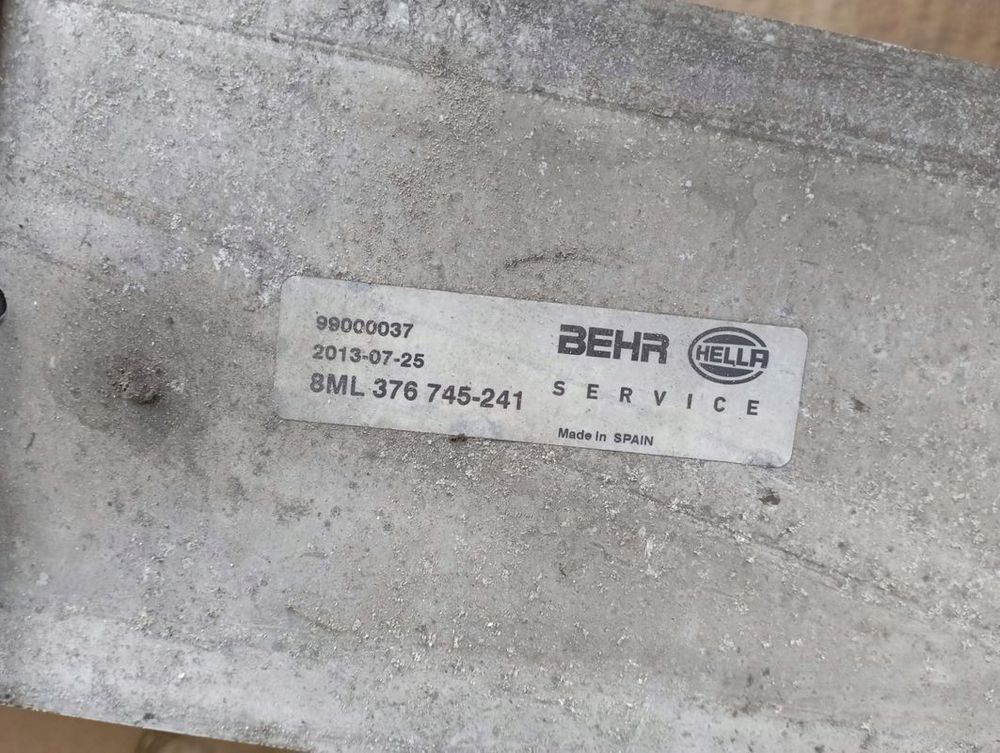 99000037
2013-07-25
8ML 376 745-241
BEHR HELLA
SERVICE
Made in SPAIN